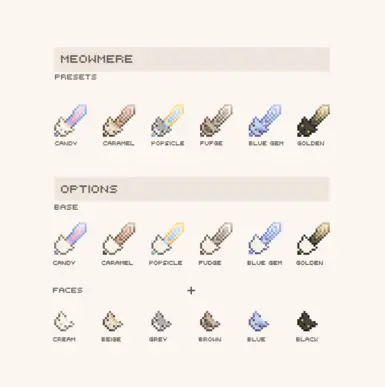 MEOWMERE
PRESETS
CANDY CARAMEL POPSICLE FUDGE BLUE GEM GOLDEN
OPTIONS
BASE
CANDY CARAMEL POPSICLE FUDGE BLUE GEM GOLDEN
FACES +
CREAM BEIGE GREY BROWN BLUE BLACK